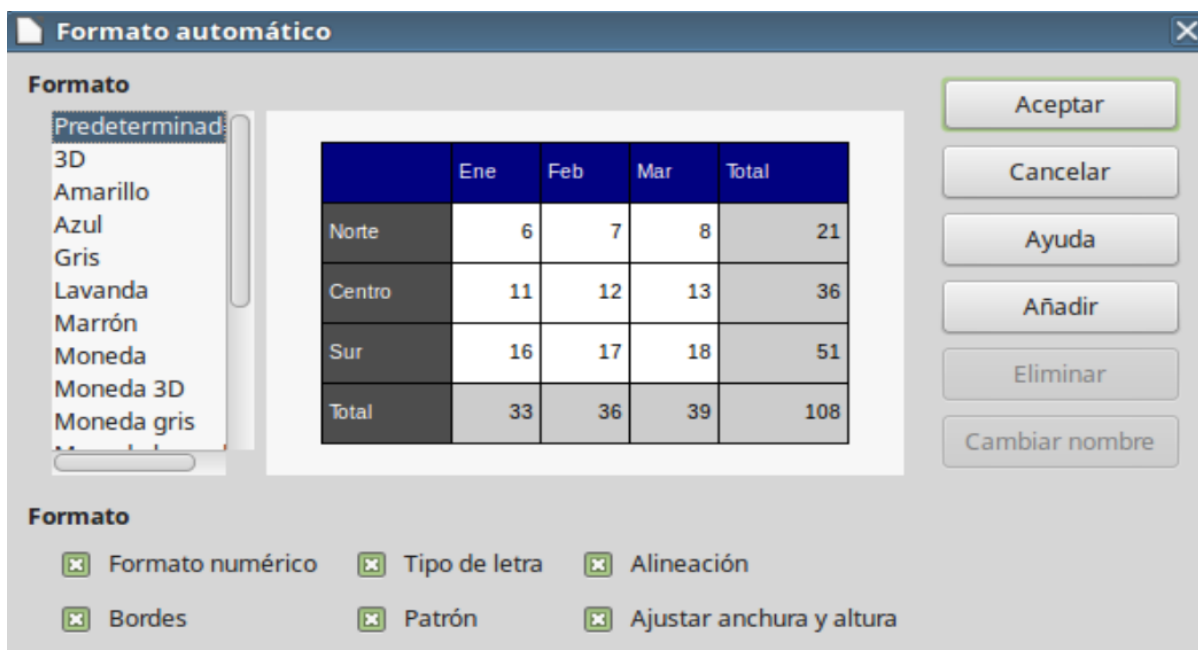 Formato automático
Formato
Predeterminad
3D
Amarillo
Azul
Gris
Lavanda
Marrón
Moneda
Moneda 3D
Moneda gris
Ene Feb Mar Total
Norte 6 7 8 21
Centro 11 12 13 36
Sur 16 17 18 51
Total 33 36 39 108
Aceptar
Cancelar
Ayuda
Añadir
Eliminar
Cambiar nombre
Formato
Formato numérico Tipo de letra Alineación
Bordes Patrón Ajustar anchura y altura